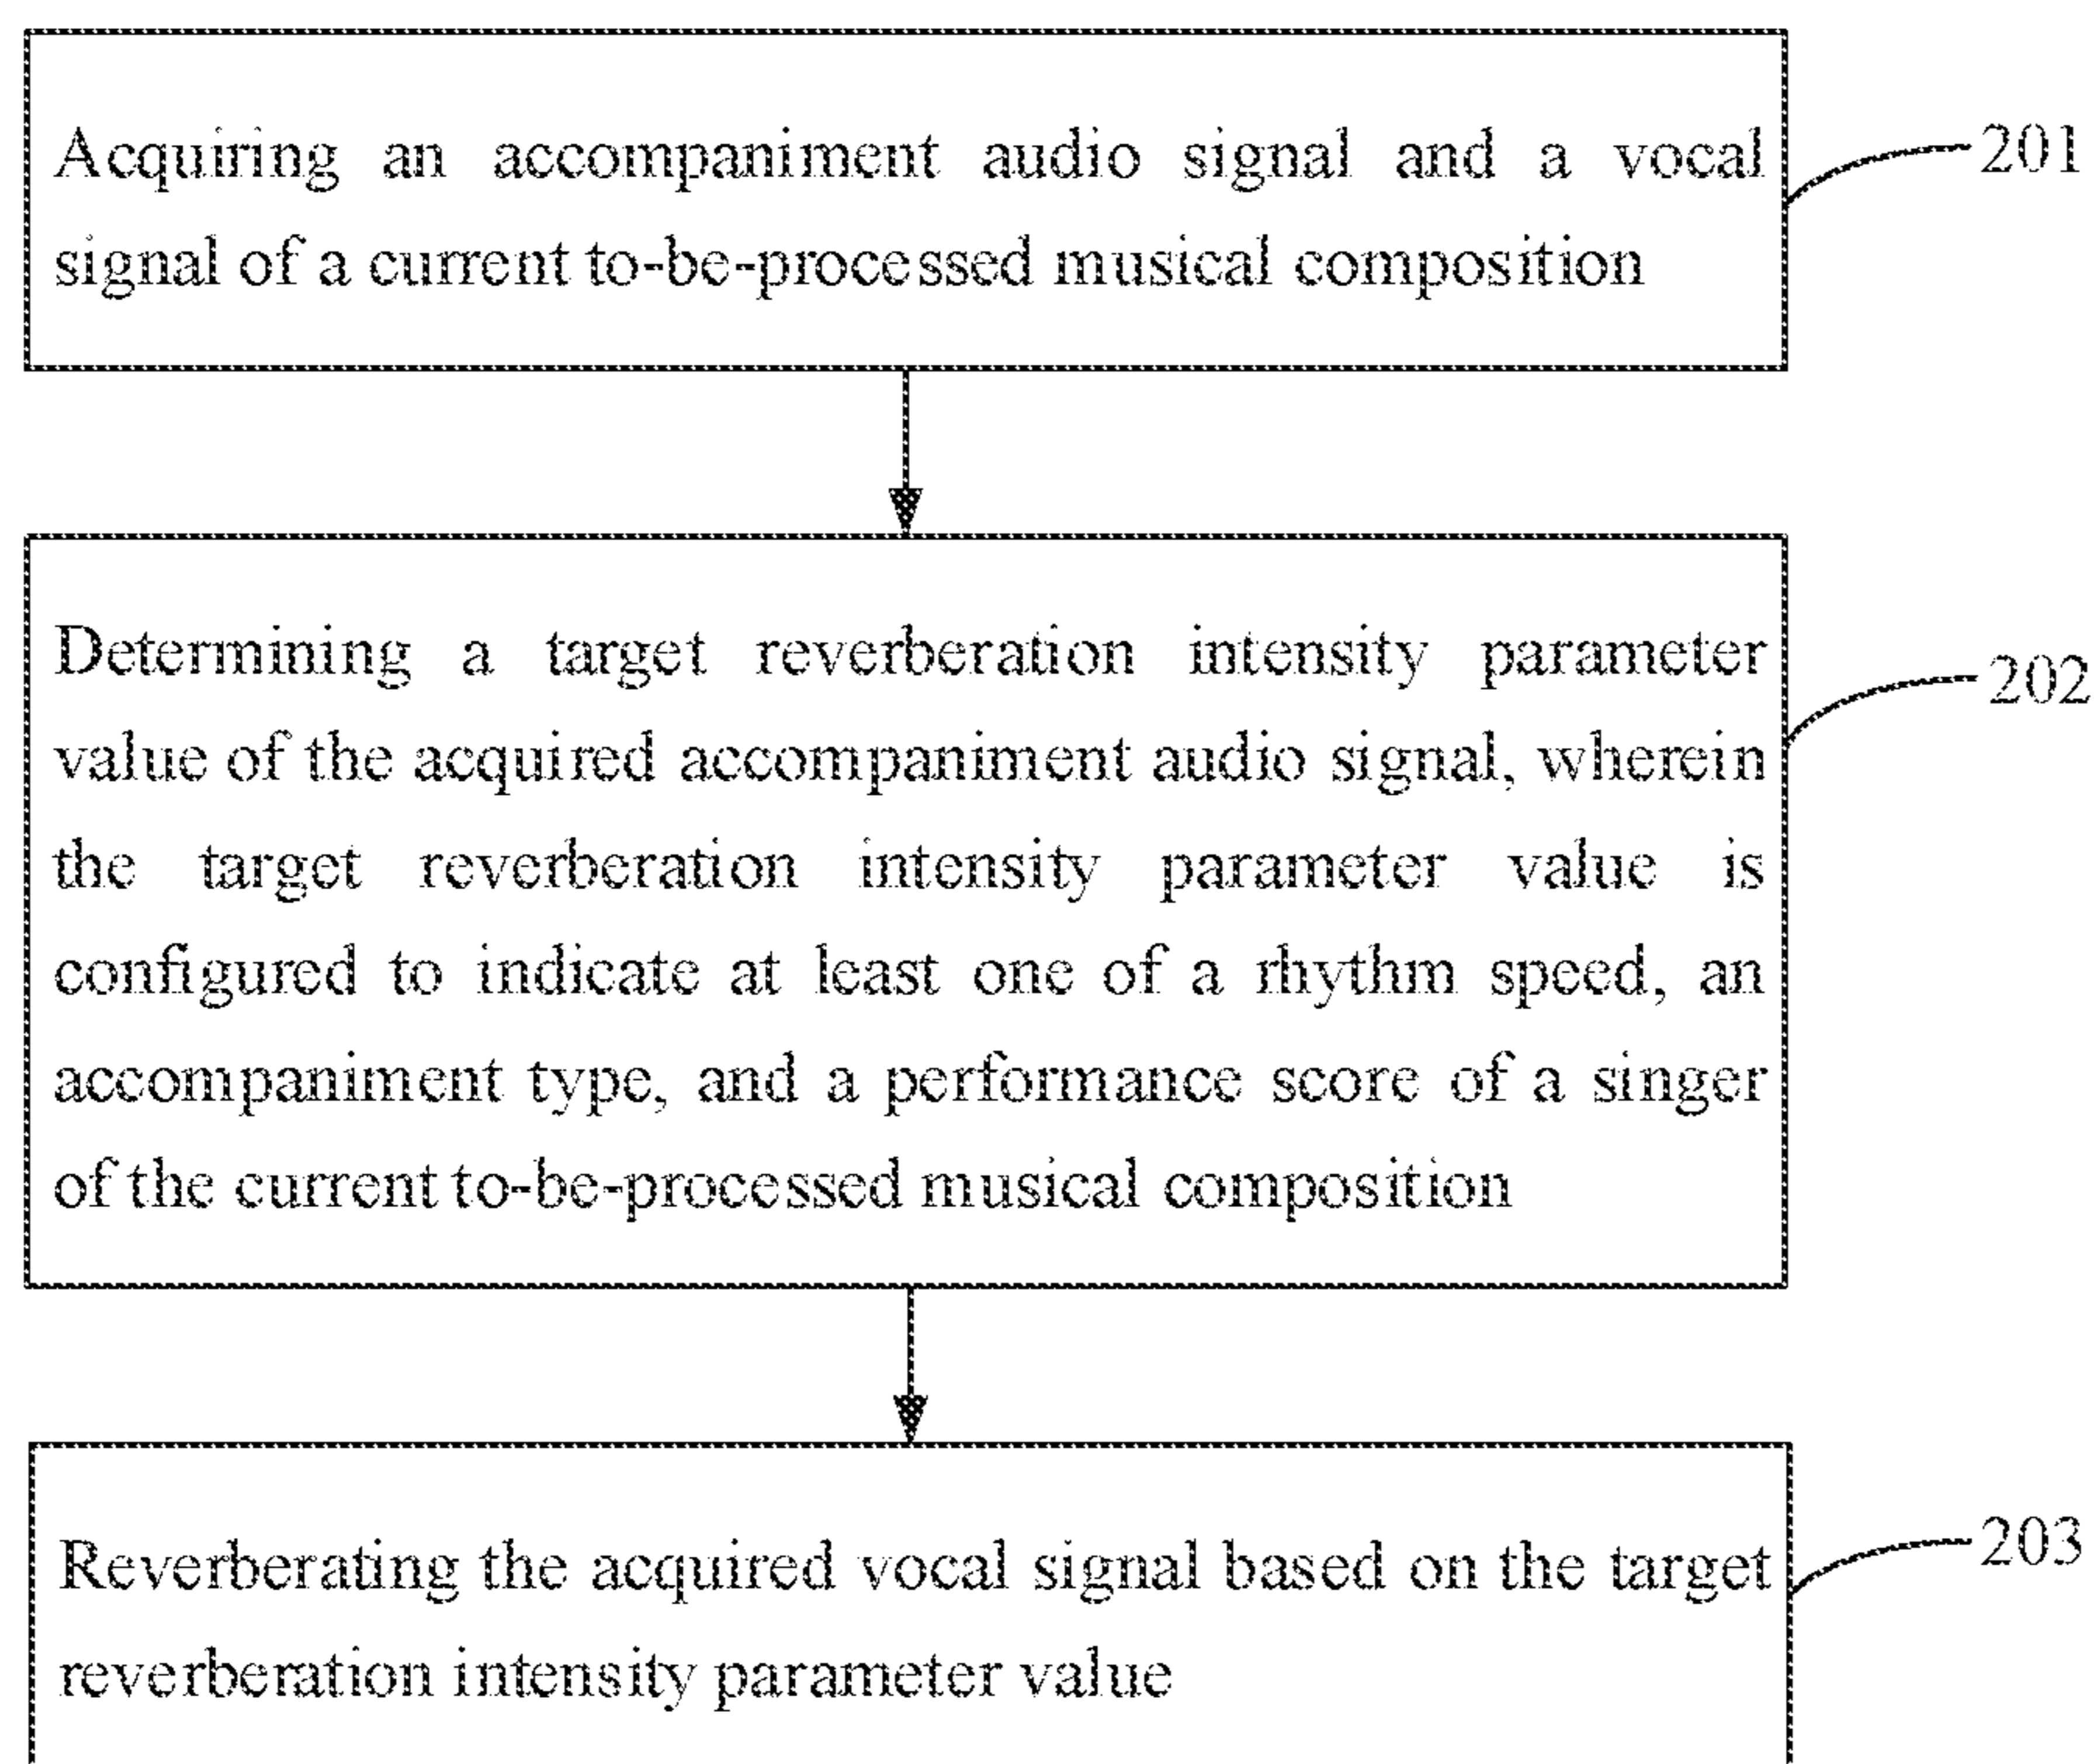 Acquiring an accompaniment audio signal and a vocal
201
signal of a current to-be-processed musical composition
Determining a target reverberation intensity parameter
202
value of the acquired accompaniment audio signal, wherein
the target reverberation intensity parameter value is
configured to indicate at least one of a rhythm speed, an
accompaniment type, and a performance score of a singer
of the current to-be-processed musical composition
Reverberating the acquired vocal signal based on the target
203
reverberation intensity parameter value